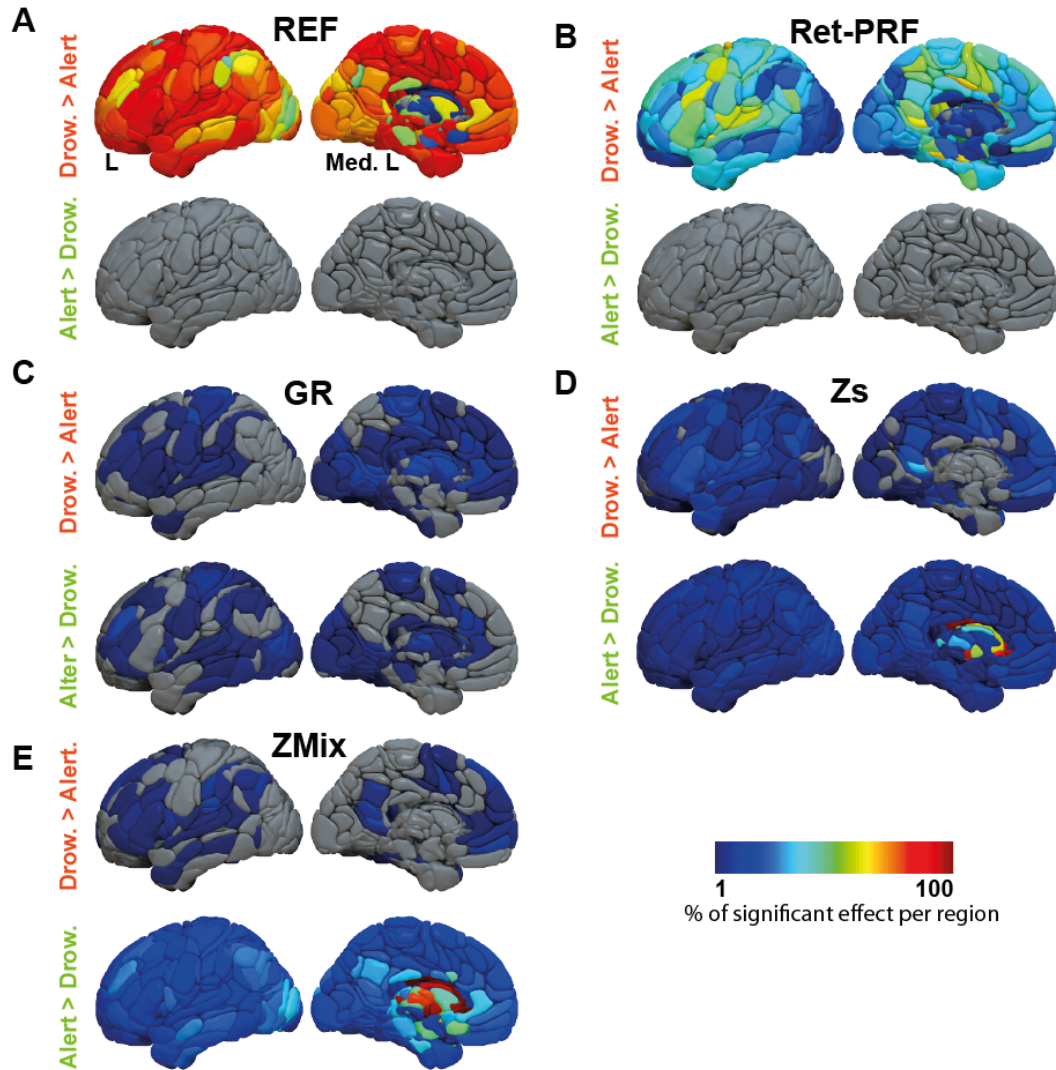 A
REF
Drow. > Alert
L
Med. L
Alert > Drow.
B
Ret-PRF
Drow. > Alert
Alert > Drow.
C
GR
Drow. > Alert
Alter > Drow.
D
Zs
Drow. > Alert
Alert > Drow.
E
ZMix
Drow. > Alert.
Alert > Drow.
1 100
% of significant effect per region